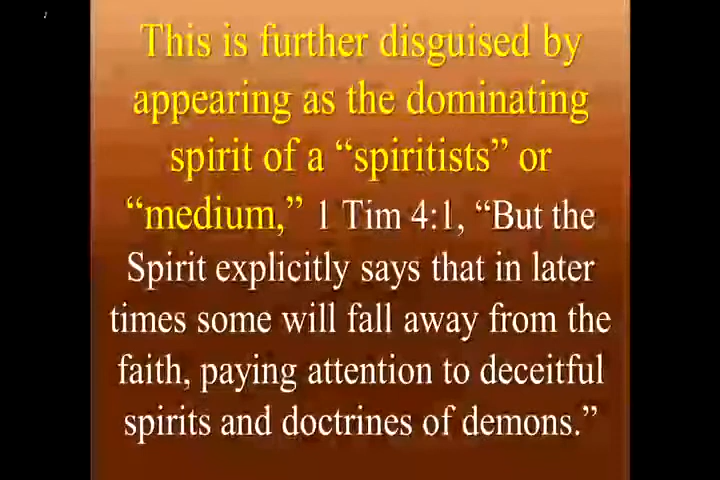 This is further disguised by
appearing as the dominating
spirit of a “spiritists” or
“medium,” 1 Tim 4:1, “But the
Spirit explicitly says that in later
times some will fall away from the
faith, paying attention to deceitful
spirits and doctrines of demons.”